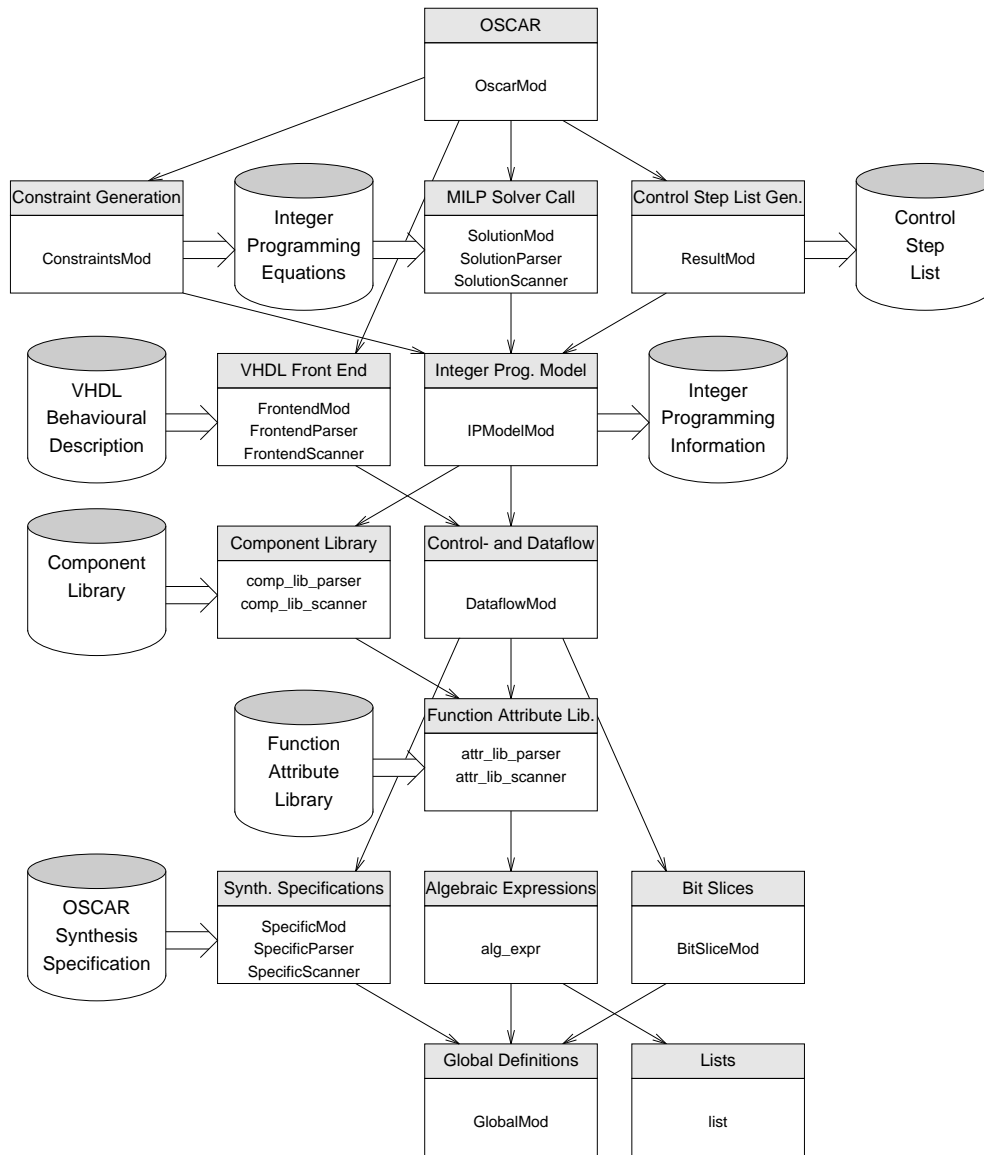 OSCAR
OscarMod
Constraint Generation
ConstraintsMod
Integer
Programming
Equations
MILP Solver Call
SolutionMod
SolutionParser
SolutionScanner
Control Step List Gen.
ResultMod
Control
Step
List
VHDL
Behavioural
Description
VHDL Front End
FrontendMod
FrontendParser
FrontendScanner
Integer Prog. Model
IPModelMod
Integer
Programming
Information
Component
Library
Component Library
comp_lib_parser
comp_lib_scanner
Control- and Dataflow
DataflowMod
Function
Attribute
Library
Function Attribute Lib.
attr_lib_parser
attr_lib_scanner
OSCAR
Synthesis
Specification
Synth. Specifications
SpecificMod
SpecificParser
SpecificScanner
Algebraic Expressions
alg_expr
Bit Slices
BitSliceMod
Global Definitions
GlobalMod
Lists
list